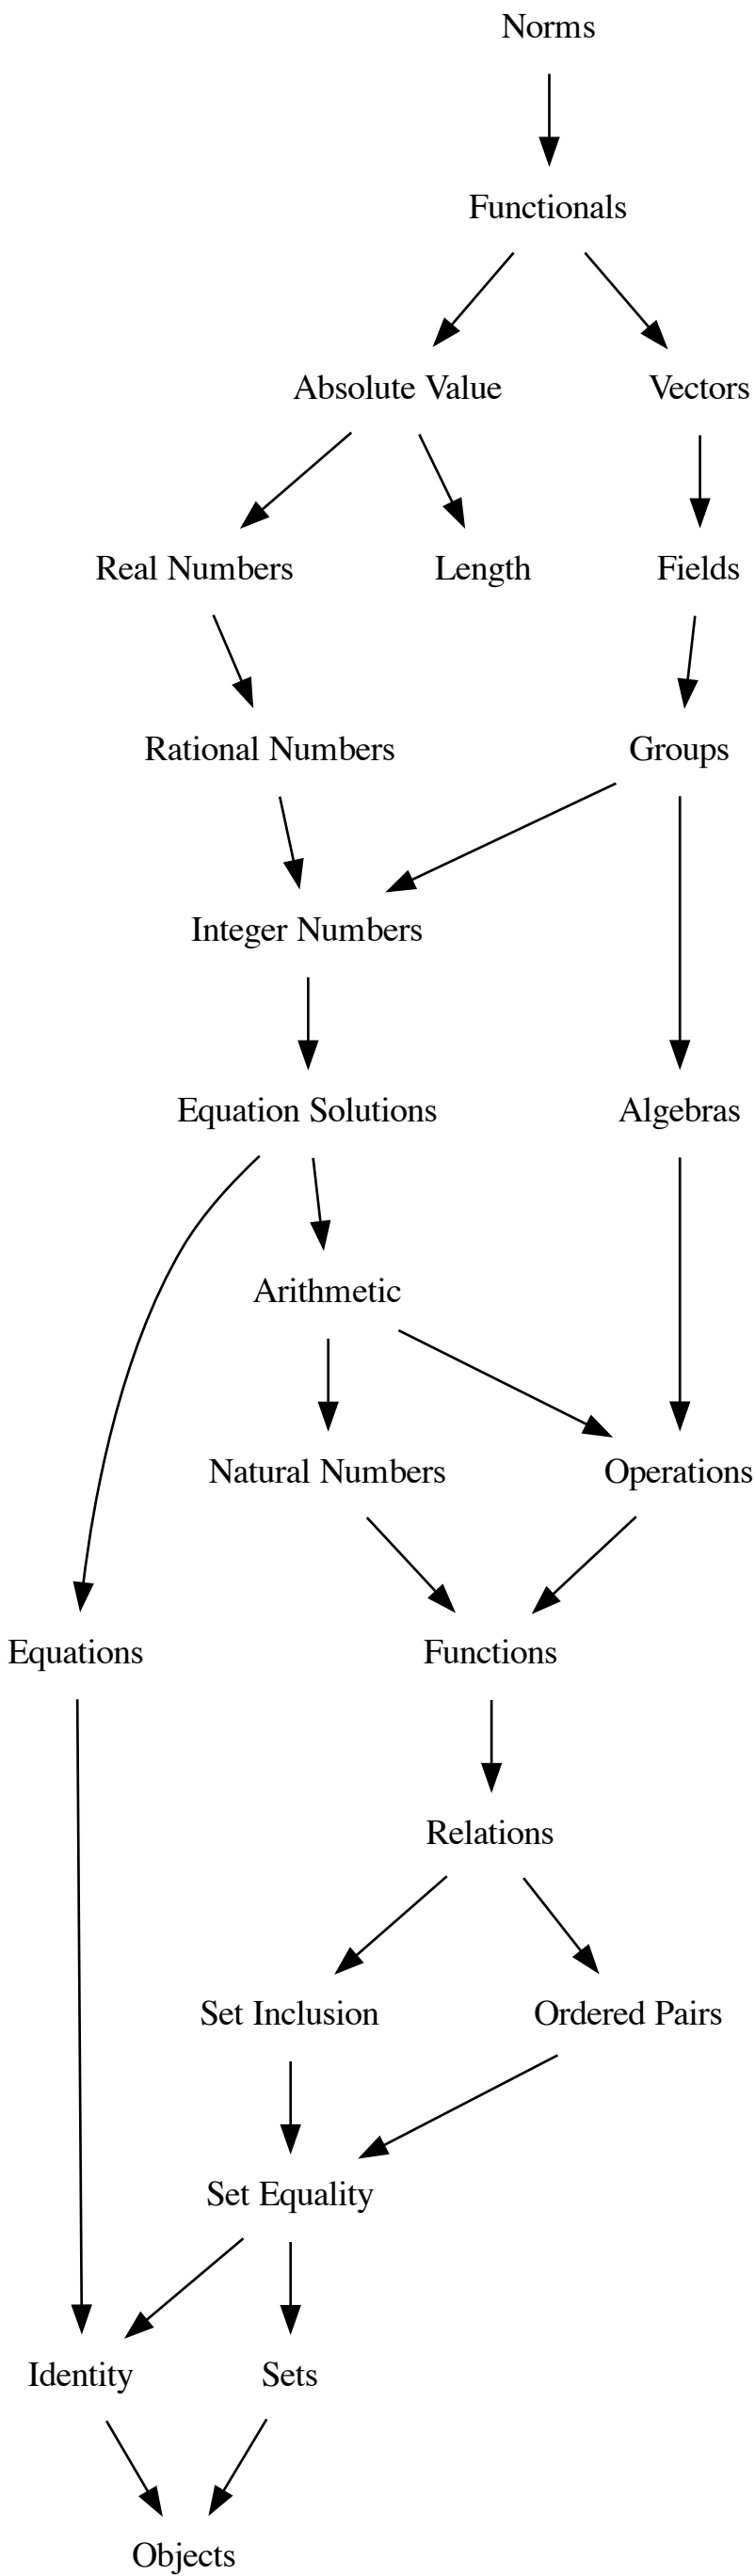 Norms
Functionals
Absolute Value
Vectors
Real Numbers
Length
Fields
Rational Numbers
Groups
Integer Numbers
Equation Solutions
Algebras
Arithmetic
Natural Numbers
Operations
Equations
Functions
Relations
Set Inclusion
Ordered Pairs
Set Equality
Identity
Sets
Objects